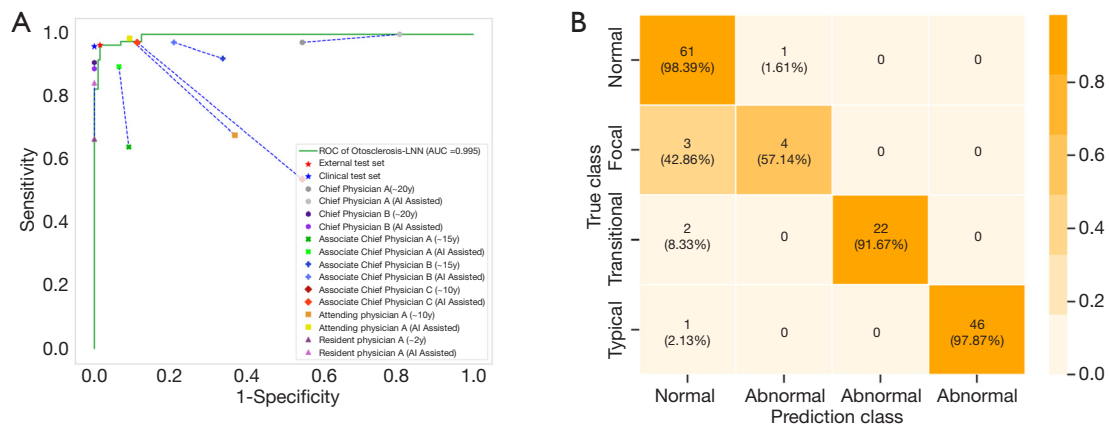 A
1.0
0.8
0.6
0.4
0.2
0.0
Sensitivity
0.0
0.2
0.4
0.6
0.8
1.0
1-Specificity
ROC of Otosclerosis-LNN (AUC =0.995)
External test set
Clinical test set
Chief Physician A(~20y)
Chief Physician A (AI Assisted)
Chief Physician B (~20y)
Chief Physician B (AI Assisted)
Associate Chief Physician A (~15y)
Associate Chief Physician A (AI Assisted)
Associate Chief Physician B (~15y)
Associate Chief Physician B (AI Assisted)
Associate Chief Physician C (~10y)
Associate Chief Physician C (AI Assisted)
Attending physician A (~10y)
Attending physician A (AI Assisted)
Resident physician A (~2y)
Resident physician A (AI Assisted)
B
True class
Normal
Focal
Transitional
Typical
61
(98.39%)
1
(1.61%)
0
0
3
(42.86%)
4
(57.14%)
0
0
2
(8.33%)
0
22
(91.67%)
0
1
(2.13%)
0
0
46
(97.87%)
Normal
Abnormal
Abnormal
Abnormal
Prediction class
0.8
0.6
0.4
0.2
0.0